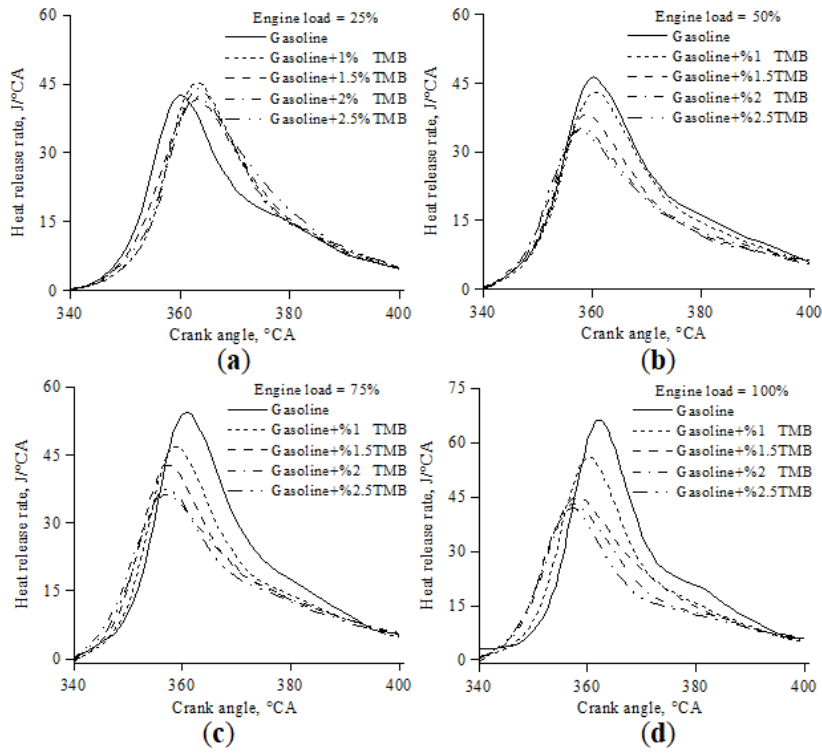 Engine load = 25%
Gasoline
Gasoline+1% TMB
Gasoline+1.5% TMB
Gasoline+2% TMB
Gasoline+2.5% TMB
Heat release rate, J/°CA
60
45
30
15
0
340
360
380
400
Crank angle, °CA
(a)
Engine load = 50%
Gasoline
Gasoline+%1 TMB
Gasoline+%1.5TMB
Gasoline+%2 TMB
Gasoline+%2.5TMB
Heat release rate, J/°CA
60
45
30
15
0
340
360
380
400
Crank angle, °CA
(b)
Engine load = 75%
Gasoline
Gasoline+%1 TMB
Gasoline+%1.5TMB
Gasoline+%2 TMB
Gasoline+%2.5TMB
Heat release rate, J/°CA
60
45
30
15
0
340
360
380
400
Crank angle, °CA
(c)
Engine load = 100%
Gasoline
Gasoline+%1 TMB
Gasoline+%1.5TMB
Gasoline+%2 TMB
Gasoline+%2.5TMB
Heat release rate, J/°CA
75
60
45
30
15
0
340
360
380
400
Crank angle, °CA
(d)